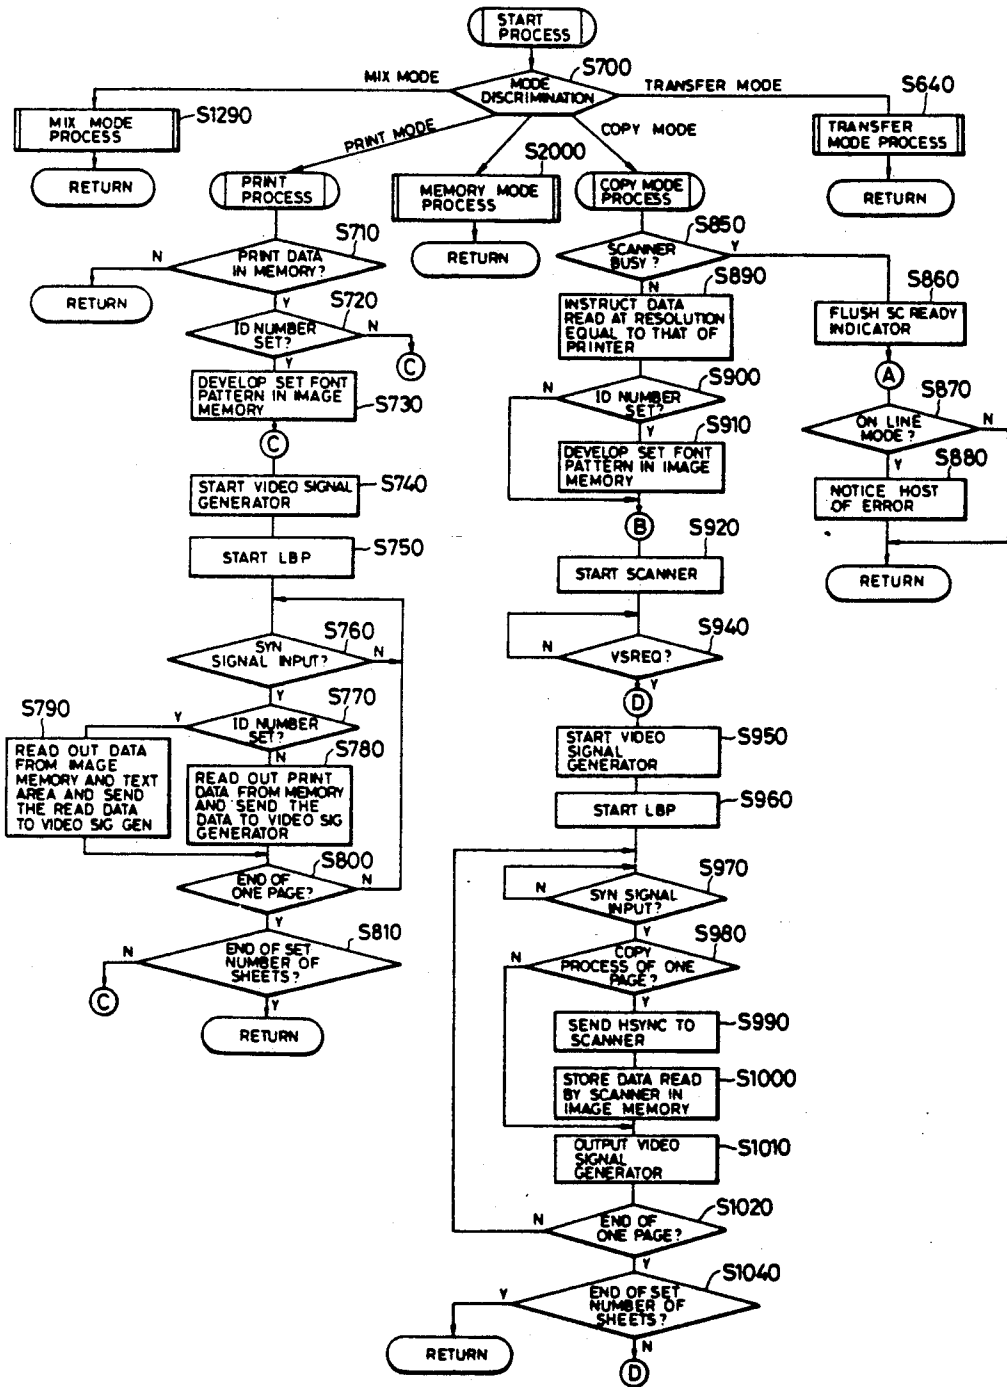 START
PROCESS
S700
MODE
DISCRIMINATION
MIX MODE
TRANSFER MODE
S640
S1290
MIX MODE
PROCESS
PRINT MODE
COPY MODE
TRANSFER
MODE PROCESS
RETURN
RETURN
S2000
MEMORY MODE
PROCESS
RETURN
PRINT
PROCESS
S710
PRINT DATA
IN MEMORY?
N
Y
RETURN
S720
ID NUMBER
SET?
N
Y
C
DEVELOP SET FONT
PATTERN IN IMAGE
MEMORY
S730
C
START VIDEO SIGNAL
GENERATOR
S740
START LBP
S750
SYN
SIGNAL INPUT?
S760
N
Y
S770
ID NUMBER
SET?
Y
N
S790
READ OUT DATA
FROM IMAGE
MEMORY AND TEXT
AREA AND SEND
THE READ DATA
TO VIDEO SIG GEN
S780
READ OUT PRINT
DATA FROM MEMORY
AND SEND THE
DATA TO VIDEO SIG
GENERATOR
S800
END OF
ONE PAGE?
N
Y
S810
END OF SET
NUMBER OF
SHEETS?
N
Y
C
RETURN
COPY MODE
PROCESS
S850
SCANNER
BUSY?
Y
N
S890
INSTRUCT DATA
READ AT RESOLUTION
EQUAL TO THAT OF
PRINTER
S900
ID NUMBER
SET?
N
Y
S910
DEVELOP SET FONT
PATTERN IN IMAGE
MEMORY
B
S920
START SCANNER
S940
VSREQ?
N
Y
D
START VIDEO
SIGNAL
GENERATOR
S950
START LBP
S960
S970
SYN SIGNAL
INPUT?
N
Y
S980
COPY
PROCESS OF ONE
PAGE?
N
Y
SEND HSYNC TO
SCANNER
S990
STORE DATA READ
BY SCANNER IN
IMAGE MEMORY
S1000
OUTPUT VIDEO
SIGNAL
GENERATOR
S1010
S1020
END OF
ONE PAGE?
N
Y
S1040
END OF SET
NUMBER OF
SHEETS?
Y
N
RETURN
D
S860
FLUSH SC READY
INDICATOR
A
S870
ON LINE
MODE?
N
Y
S880
NOTICE HOST
OF ERROR
RETURN